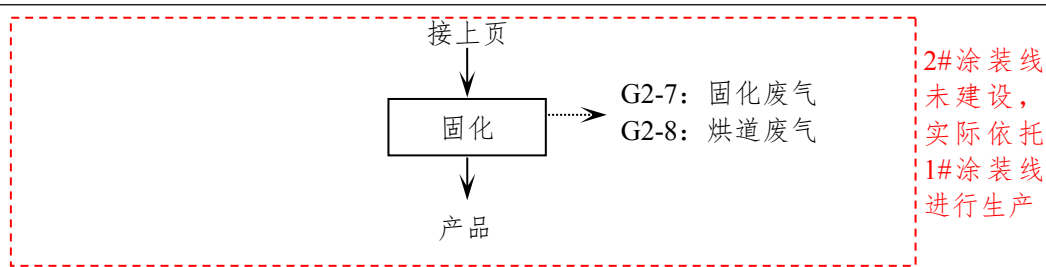 接上页
固化
G2-7：固化废气
G2-8：烘道废气
产品
2#涂装线
未建设，
实际依托
1#涂装线
进行生产